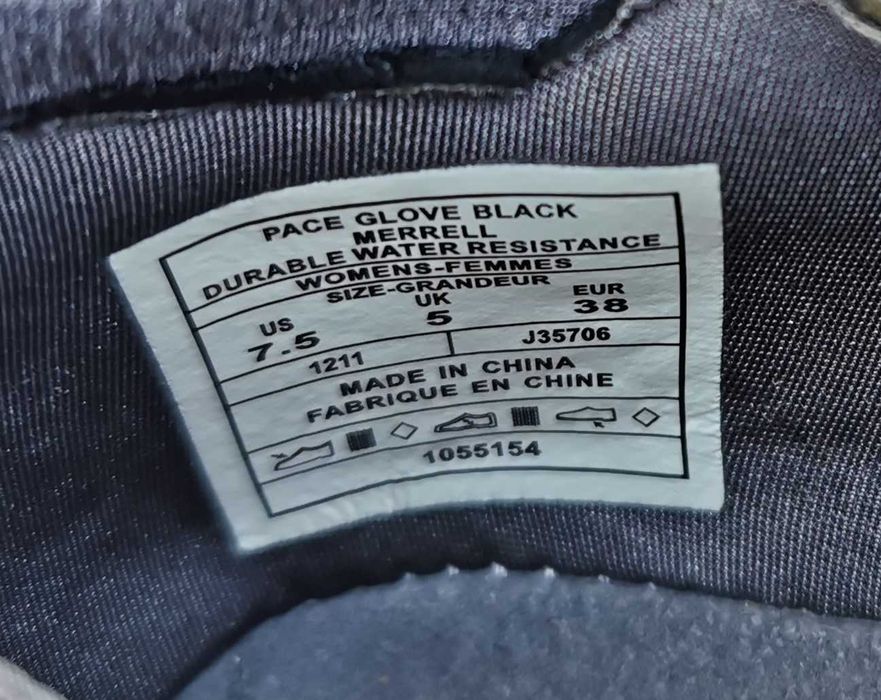 PACE GLOVE BLACK
MERRELL
DURABLE WATER RESISTANCE
WOMENS-FEMMES
SIZE-GRANDEUR
US UK EUR
7.5 5 38
1211 J35706
MADE IN CHINA
FABRIQUE EN CHINE
1055154